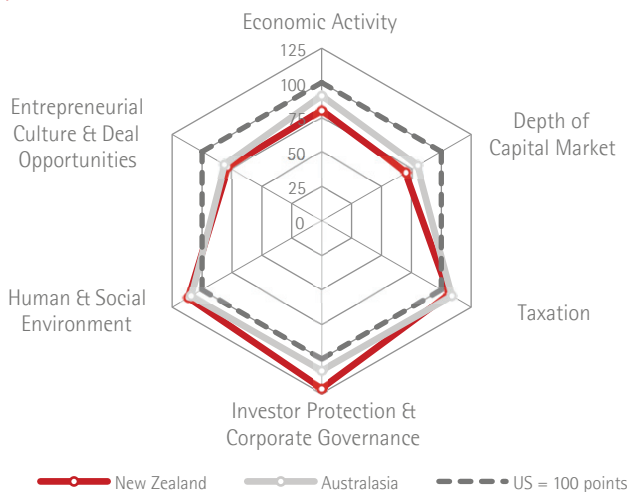 Economic Activity
125
100
75
50
25
0
Entrepreneurial
Culture & Deal
Opportunities
Depth of
Capital Market
Human & Social
Environment
Taxation
Investor Protection &
Corporate Governance
New Zealand
Australasia
US = 100 points